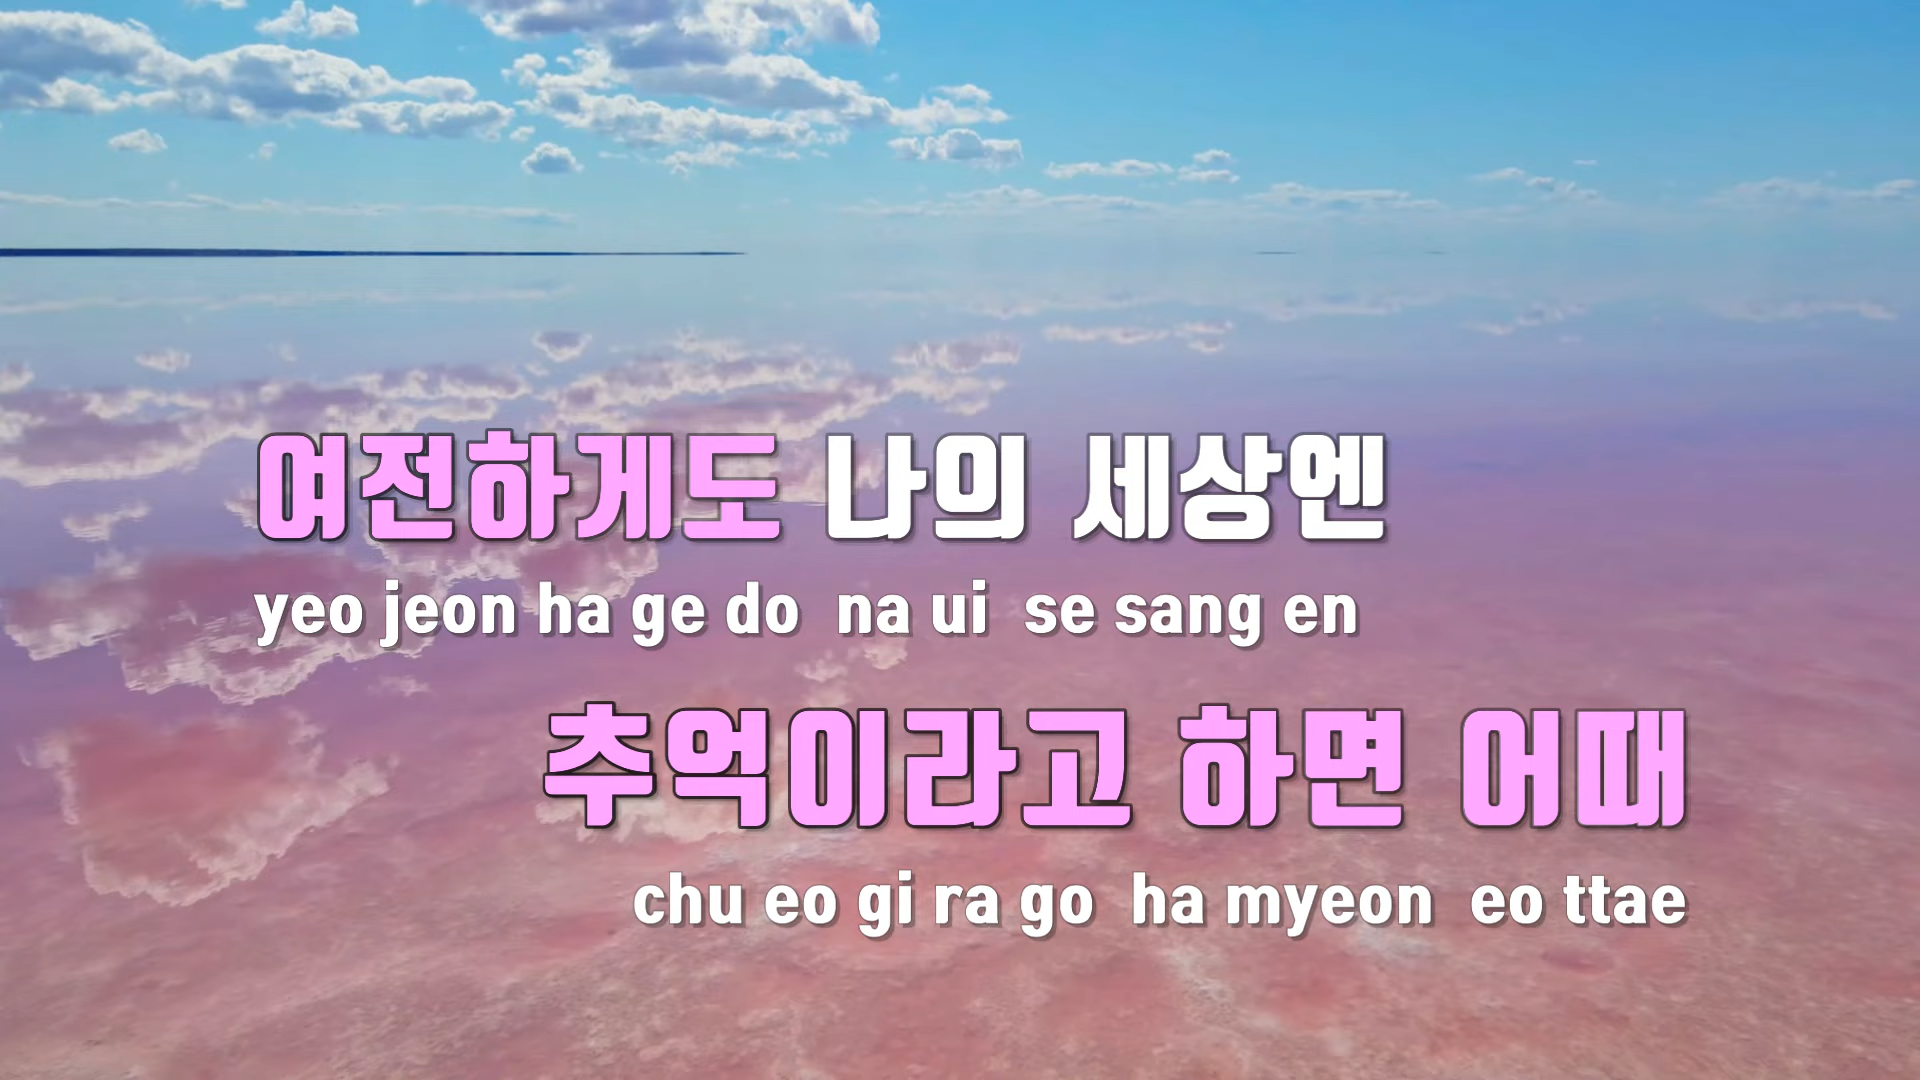 여전하게도 나의 세상엔
yeo jeon ha ge do na ui se sang en
추억이라고 하면 어때
chu eo gi ra go ha myeon eo ttae